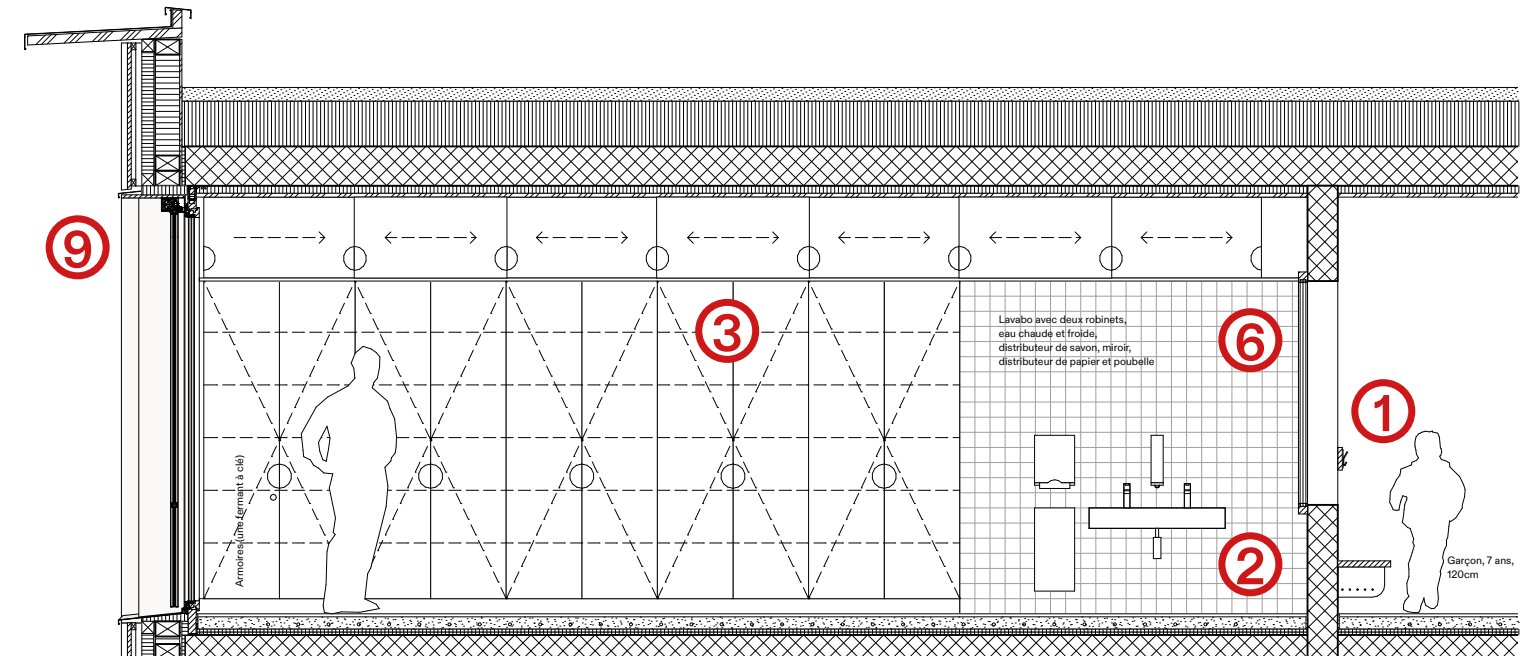 9
3
Lavabo avec deux robinets,
eau chaude et froide,
distributeur de savon, miroir,
distributeur de papier et poubelle
6
1
Armoires (une fermant à clé)
2
Garçon, 7 ans,
120cm